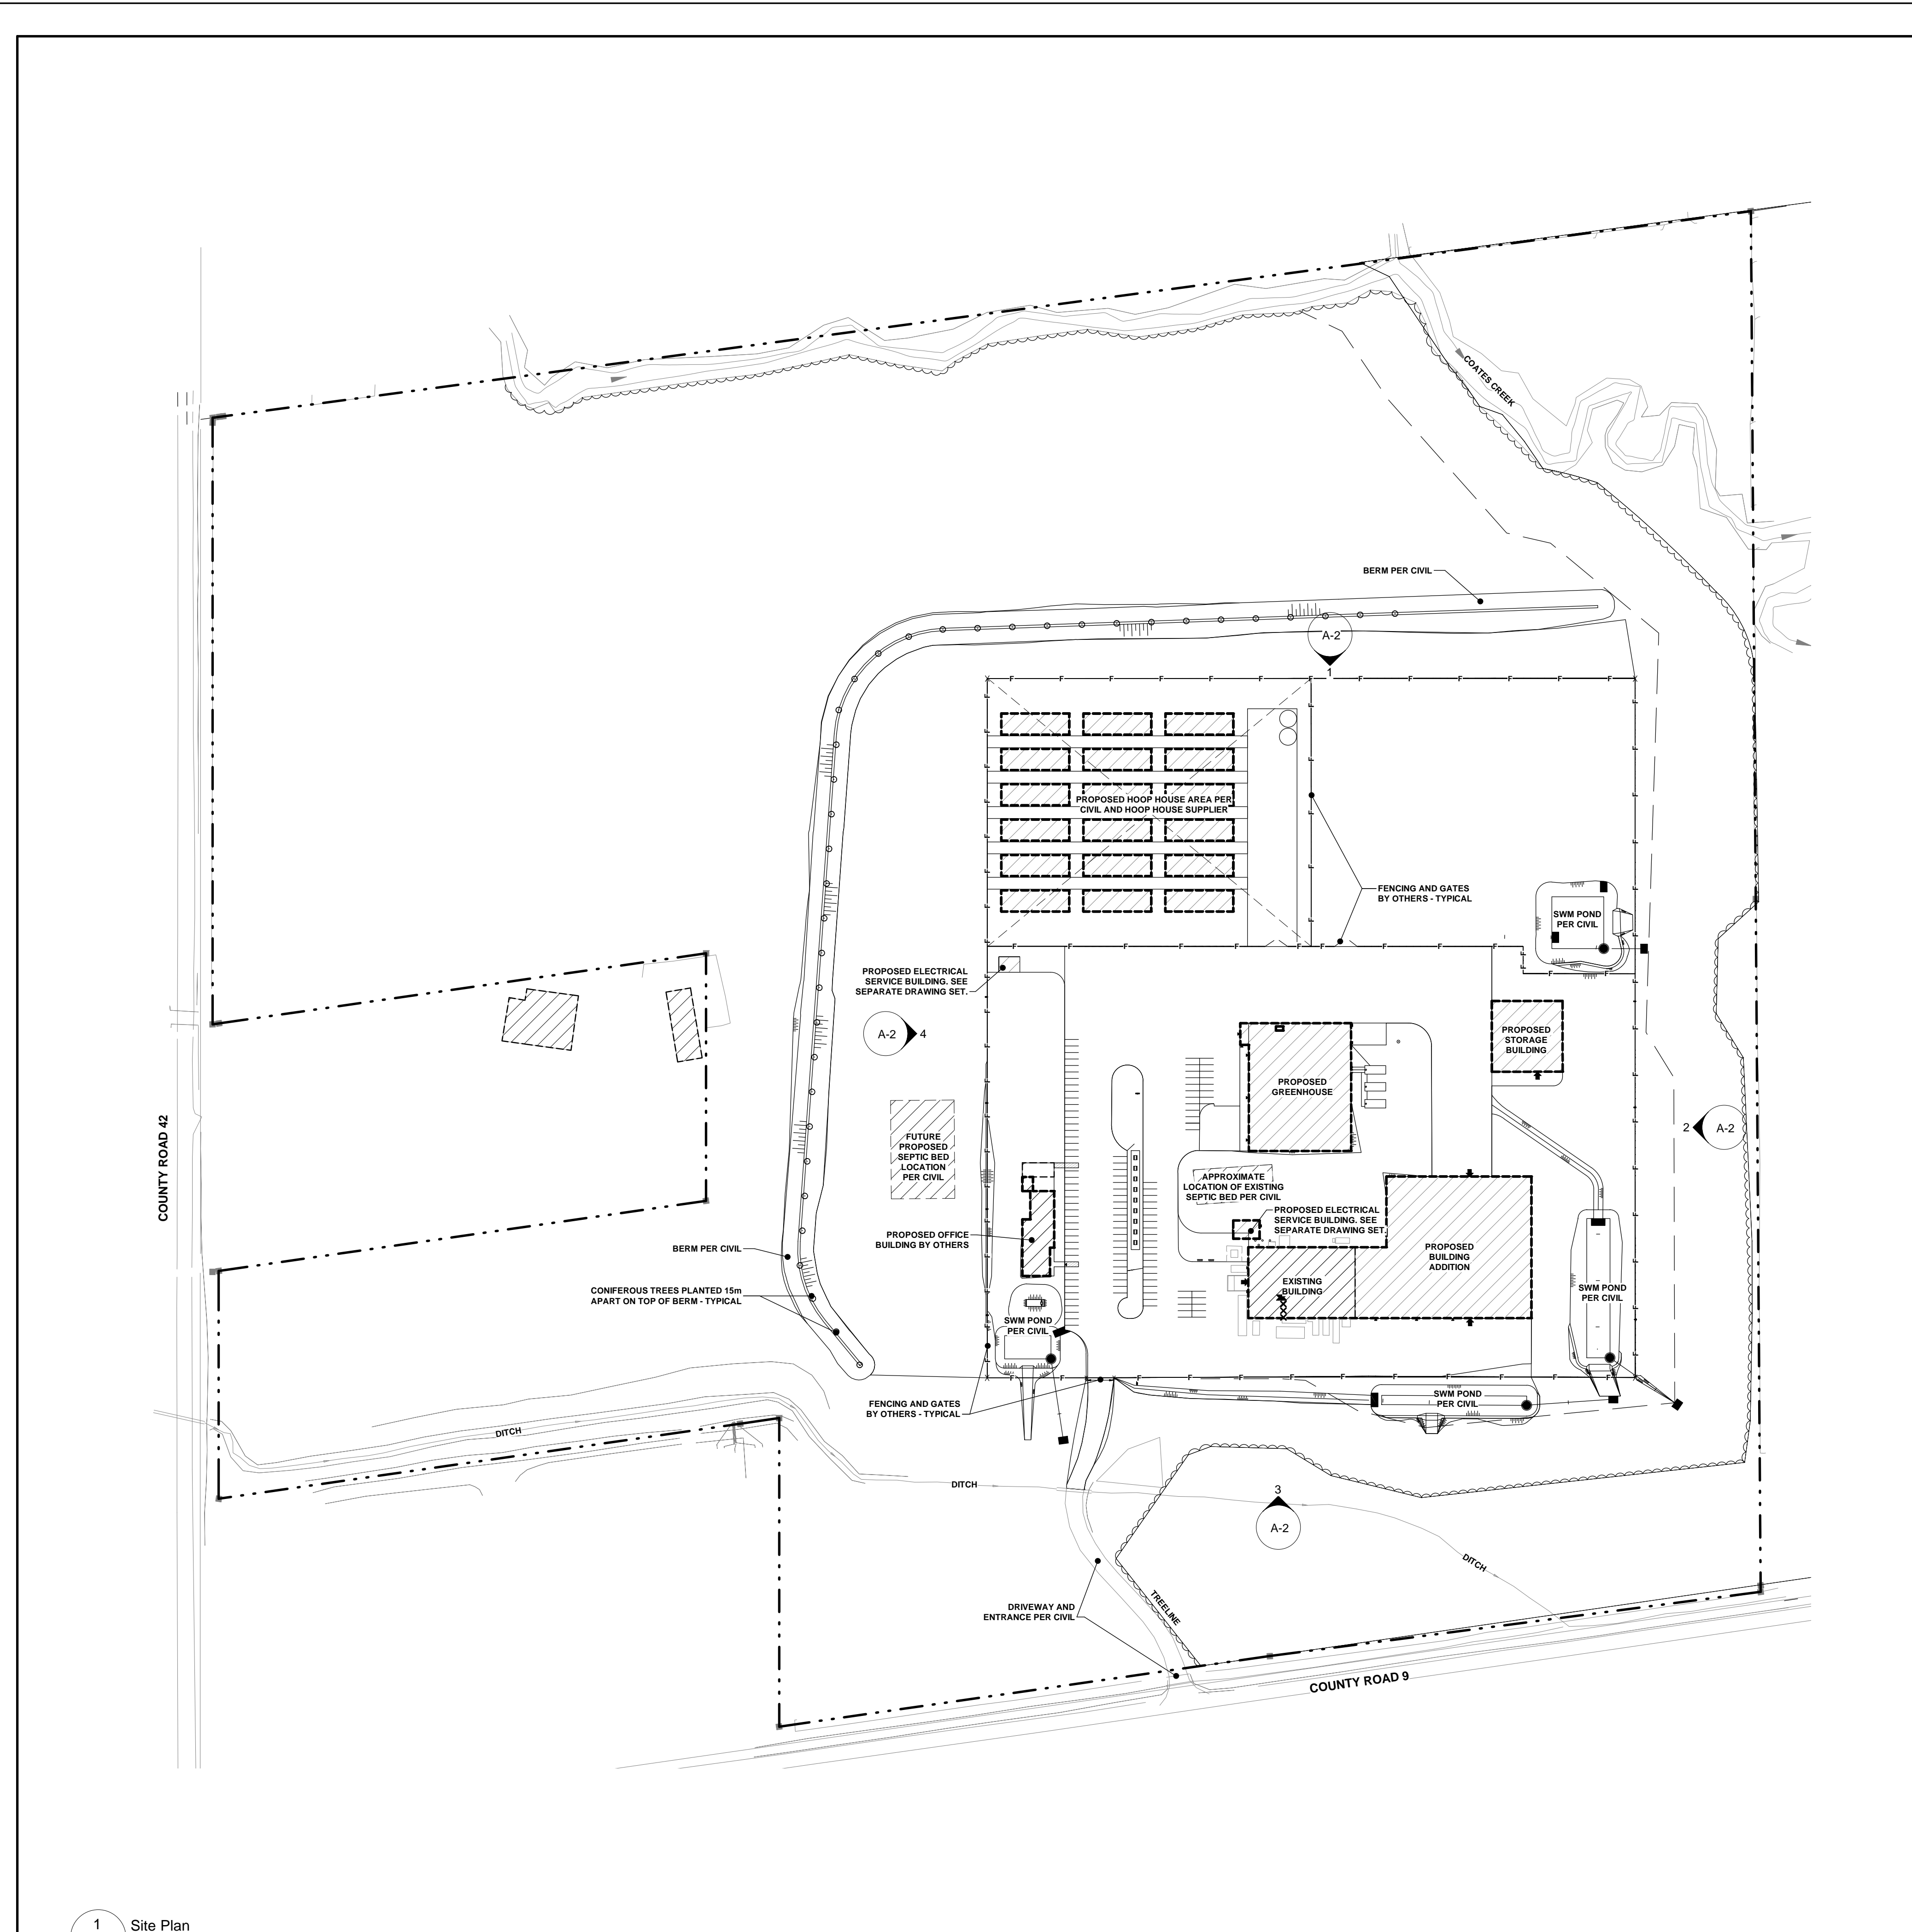 COATES CREEK
BERM PER CIVIL
A-2
1
PROPOSED HOOP HOUSE AREA PER
CIVIL AND HOOP HOUSE SUPPLIER
FENCING AND GATES
BY OTHERS - TYPICAL
SWM POND
PER CIVIL
PROPOSED ELECTRICAL
SERVICE BUILDING. SEE
SEPARATE DRAWING SET.
A-2
4
PROPOSED
STORAGE
BUILDING
PROPOSED
GREENHOUSE
2
A-2
COUNTY ROAD 42
FUTURE
PROPOSED
SEPTIC BED
LOCATION
PER CIVIL
APPROXIMATE
LOCATION OF EXISTING
SEPTIC BED PER CIVIL
PROPOSED ELECTRICAL
SERVICE BUILDING. SEE
SEPARATE DRAWING SET.
PROPOSED OFFICE
BUILDING BY OTHERS
BERM PER CIVIL
PROPOSED
BUILDING
ADDITION
EXISTING
BUILDING
SWM POND
PER CIVIL
CONIFEROUS TREES PLANTED 15m
APART ON TOP OF BERM - TYPICAL
SWM POND
PER CIVIL
FENCING AND GATES
BY OTHERS - TYPICAL
SWM POND
PER CIVIL
DITCH
DITCH
3
A-2
DITCH
TREELINE
DRIVEWAY AND
ENTRANCE PER CIVIL
COUNTY ROAD 9
1
Site Plan